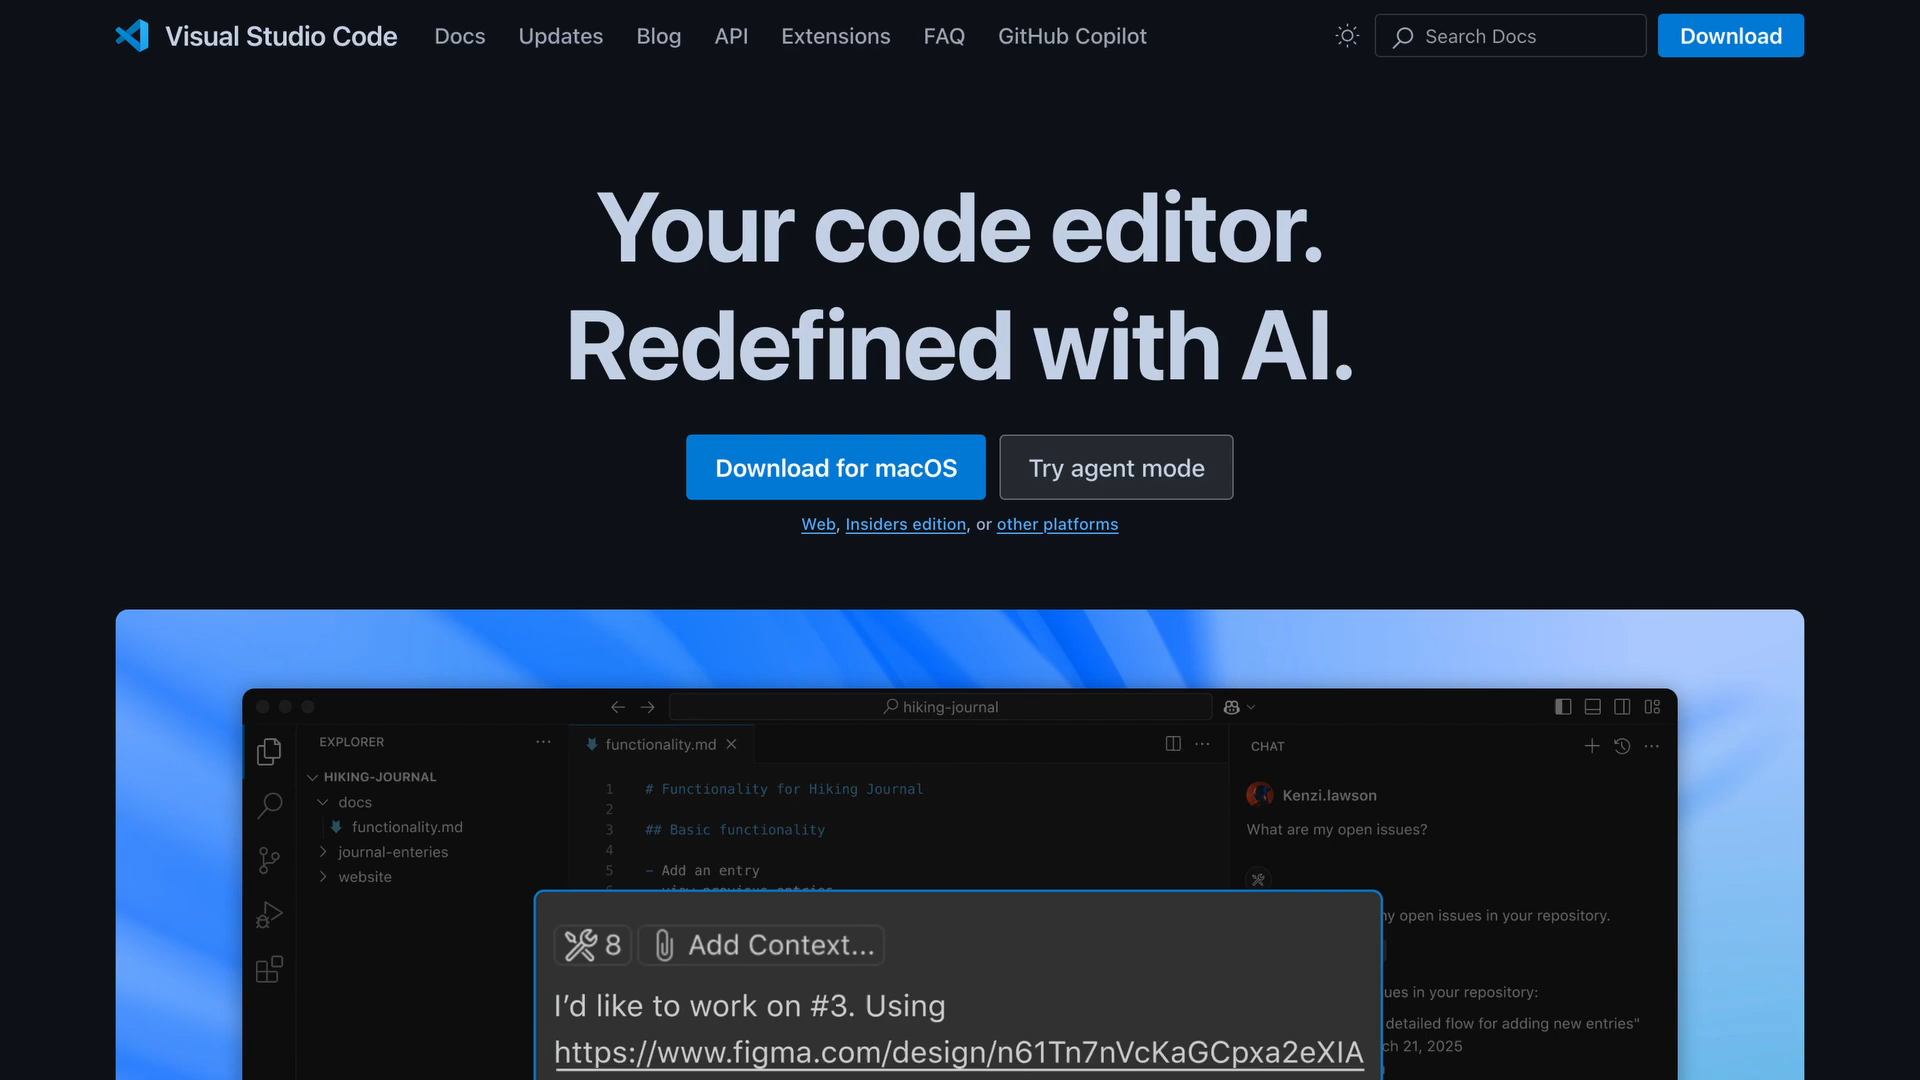 Visual Studio Code Docs Updates Blog API Extensions FAQ GitHub Copilot Search Docs Download
Your code editor.
Redefined with AI.
Download for macOS Try agent mode
Web, Insiders edition, or other platforms
hiking-journal
EXPLORER
HIKING-JOURNAL
docs
functionality.md
journal-enteries
website
functionality.md
1 # Functionality for Hiking Journal
2
3 ## Basic functionality
4
5 - Add an entry
6 view previous entries
CHAT
Kenzi.lawson
What are my open issues?
my open issues in your repository.
ues in your repository:
detailed flow for adding new entries"
ch 21, 2025
8 Add Context...
I’d like to work on #3. Using
https://www.figma.com/design/n61Tn7nVcKaGCpxa2eXIA